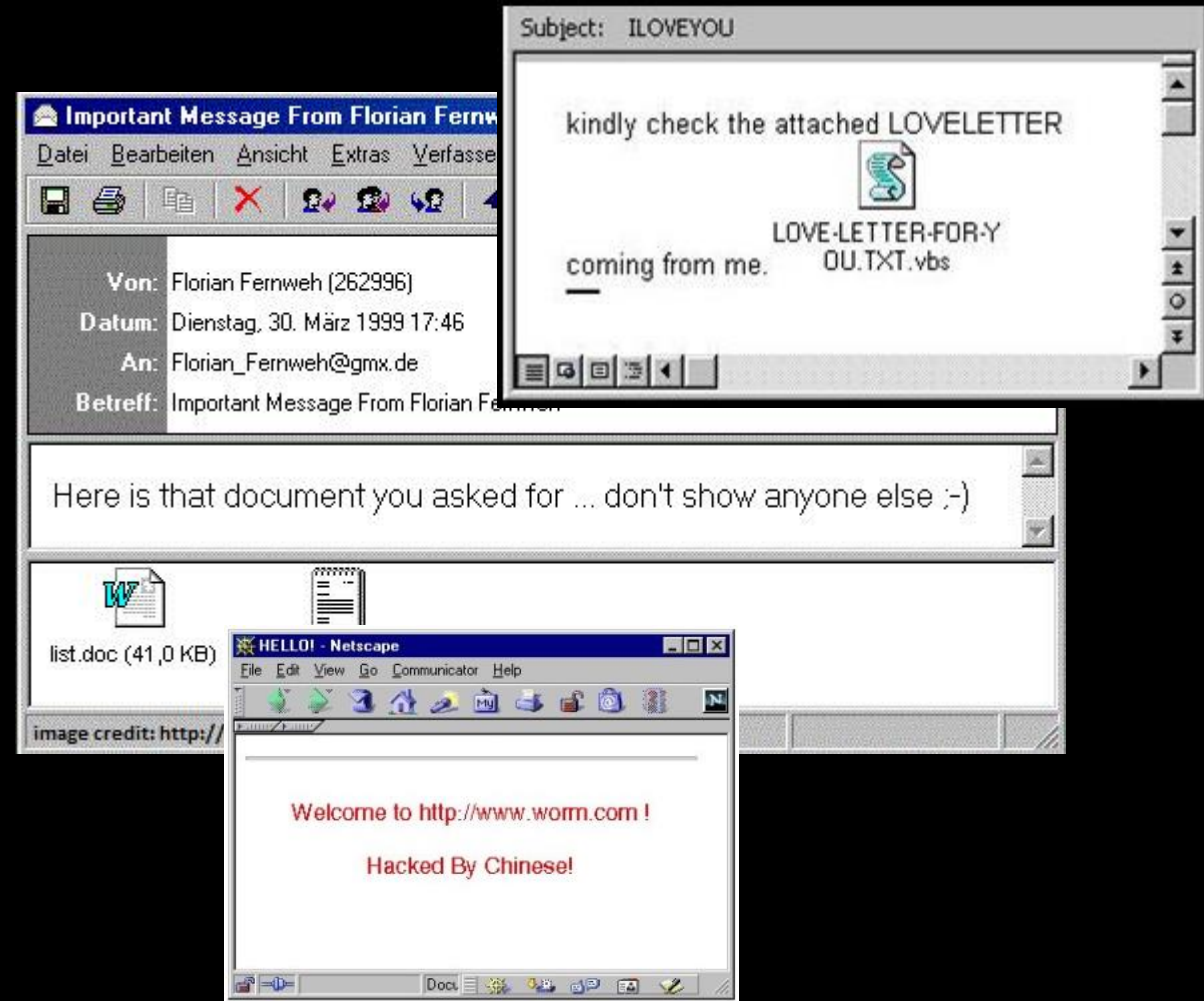 Subject: ILOVEYOU
kindly check the attached LOVELETTER
LOVE-LETTER-FOR-Y
OU.TXT.vbs
coming from me.
Important Message From Florian Fernw
Datei Bearbeiten Ansicht Extras Verfasse
Von: Florian Fernweh (262996)
Datum: Dienstag, 30. März 1999 17:46
An: Florian_Fernweh@gmx.de
Betreff: Important Message From Florian Fernweh
Here is that document you asked for ... don't show anyone else ;-)
W
list.doc (41,0 KB)
image credit: http://
HELLO! - Netscape
File Edit View Go Communicator Help
My
N
Welcome to http://www.worm.com !
Hacked By Chinese!
Docu